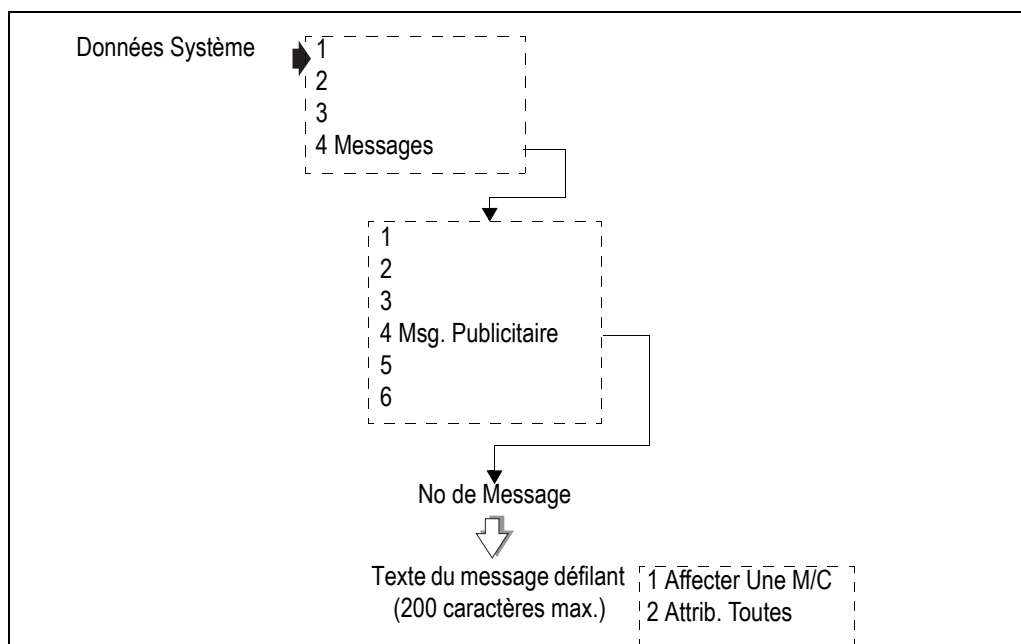 Données Système
1
2
3
4 Messages
1
2
3
4 Msg. Publicitaire
5
6
No de Message
Texte du message défilant
(200 caractères max.)
1 Affecter Une M/C
2 Attrib. Toutes